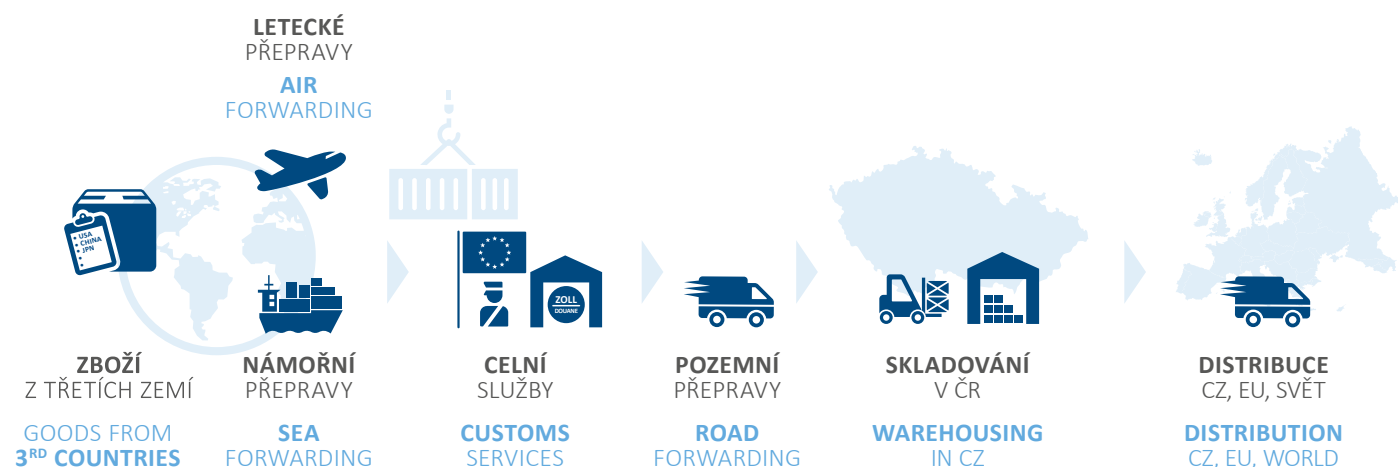 LETECKÉ
PŘEPRAVY
AIR
FORWARDING
USA
CHINA
JPN
ZOLL
DOUANE
ZBOŽÍ
Z TŘETÍCH ZEMÍ
GOODS FROM
3RD COUNTRIES
NÁMOŘNÍ
PŘEPRAVY
SEA
FORWARDING
CELNÍ
SLUŽBY
CUSTOMS
SERVICES
POZEMNÍ
PŘEPRAVY
ROAD
FORWARDING
SKLADOVÁNÍ
V ČR
WAREHOUSING
IN CZ
DISTRIBUCE
CZ, EU, SVĚT
DISTRIBUTION
CZ, EU, WORLD